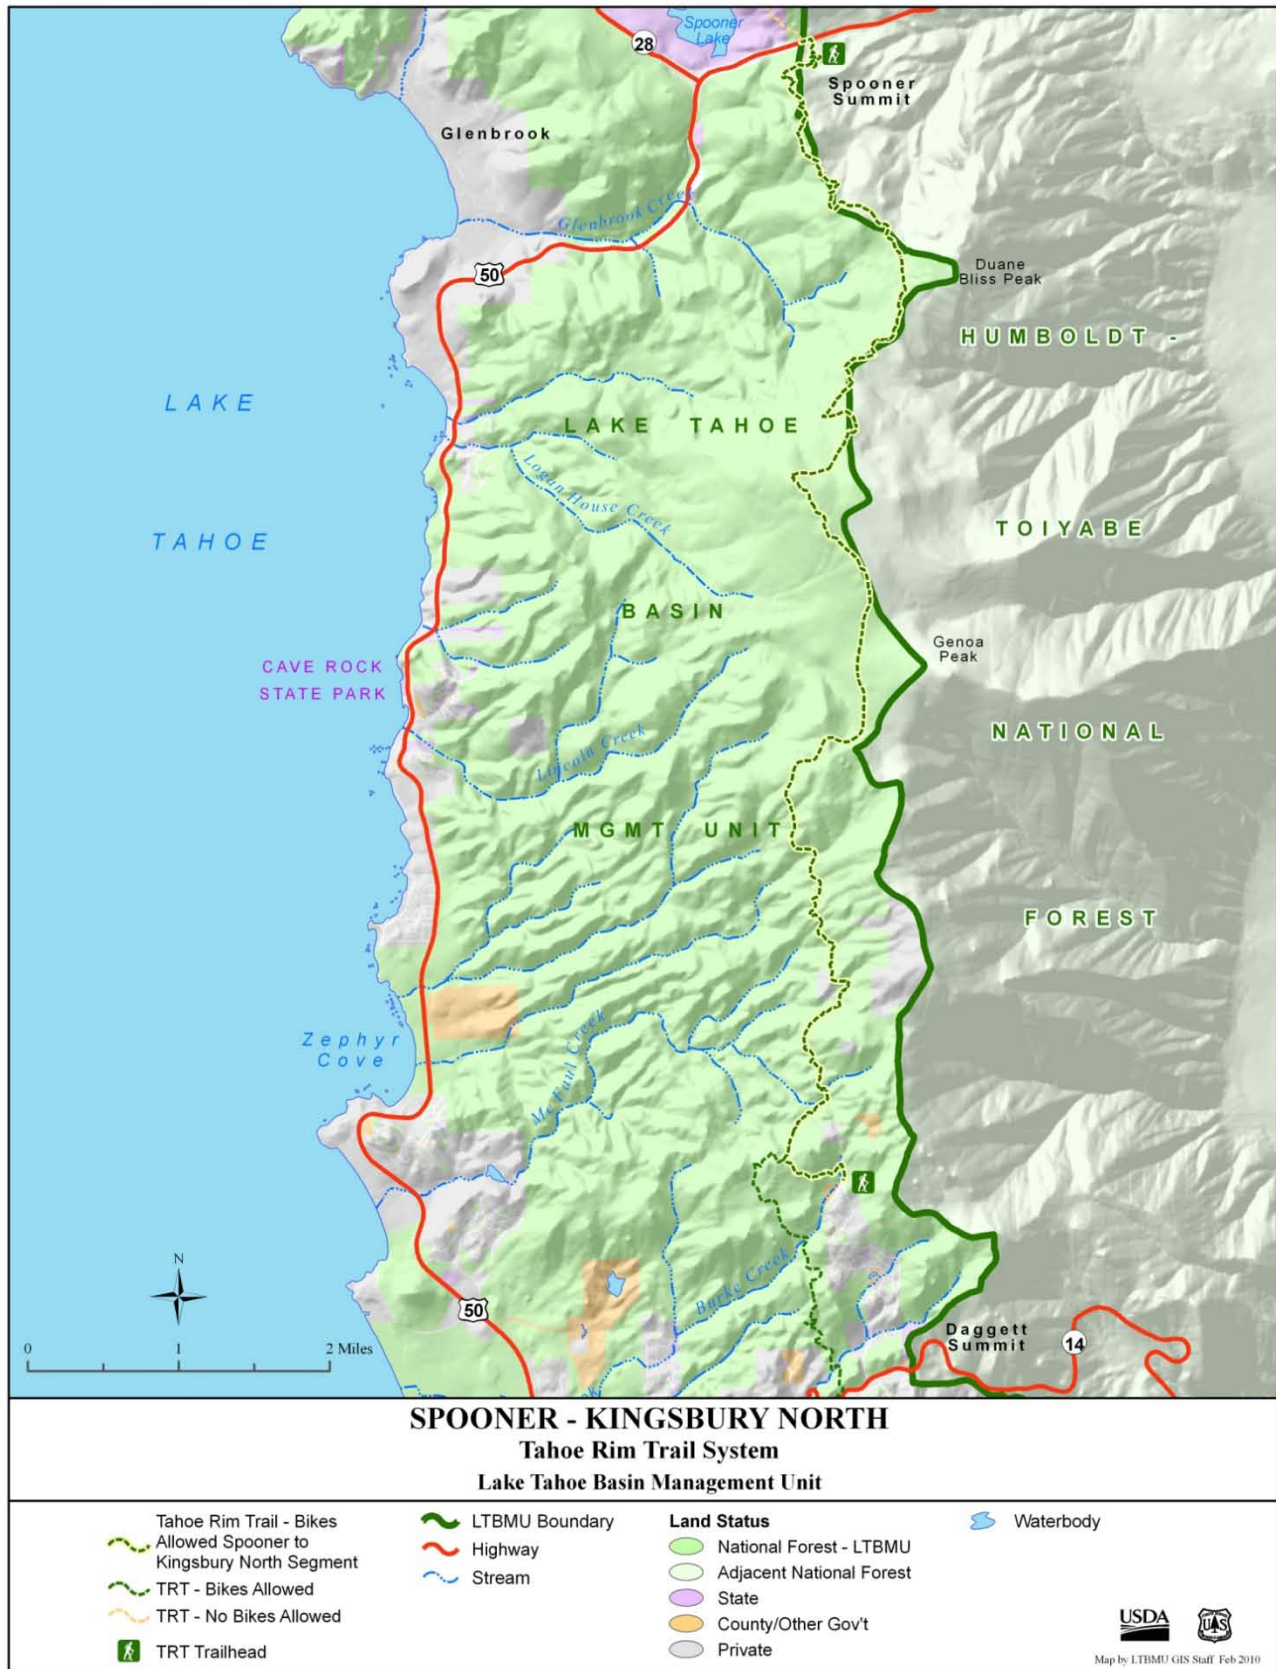 Spooner
Lake
28
Spooner
Summit
Glenbrook
Glenbrook Creek
50
Duane
Bliss Peak
HUMBOLDT -
LAKE
LAKE TAHOE
Logan House Creek
TOIYABE
TAHOE
BASIN
Genoa
Peak
CAVE ROCK
STATE PARK
NATIONAL
Lincoln Creek
MGMT UNIT
FOREST
Zephyr
Cove
McFaul Creek
N
Burke Creek
50
Daggett
Summit
14
0 1 2 Miles
SPOONER - KINGSBURY NORTH
Tahoe Rim Trail System
Lake Tahoe Basin Management Unit
Tahoe Rim Trail - Bikes
Allowed Spooner to
Kingsbury North Segment
TRT - Bikes Allowed
TRT - No Bikes Allowed
TRT Trailhead
LTBMU Boundary
Highway
Stream
Land Status
National Forest - LTBMU
Adjacent National Forest
State
County/Other Gov't
Private
Waterbody
USDA
UAS
Map by LTBMU GIS Staff Feb 2010